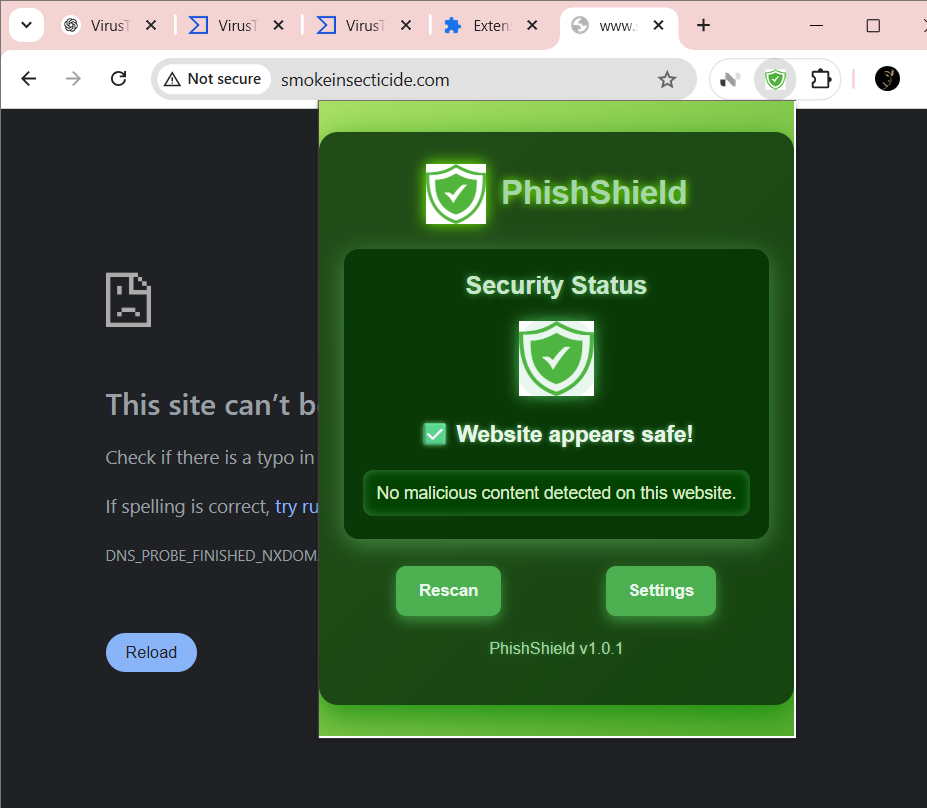 VirusT
VirusT
VirusT
Exten
www.s
Not secure
smokeinsecticide.com
PhishShield
Security Status
Website appears safe!
No malicious content detected on this website.
Rescan
Settings
PhishShield v1.0.1
This site can’t b
Check if there is a typo in
If spelling is correct, try ru
DNS_PROBE_FINISHED_NXDOM
Reload